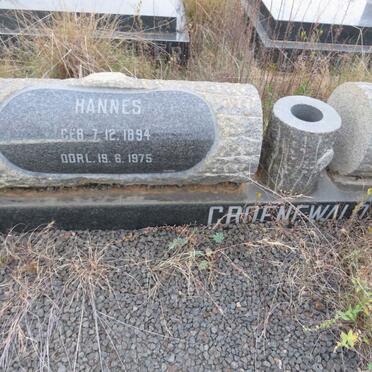 HANNES
GEB. 7. 12. 1894
OORL. 19. 6. 1975
GROENEWALD